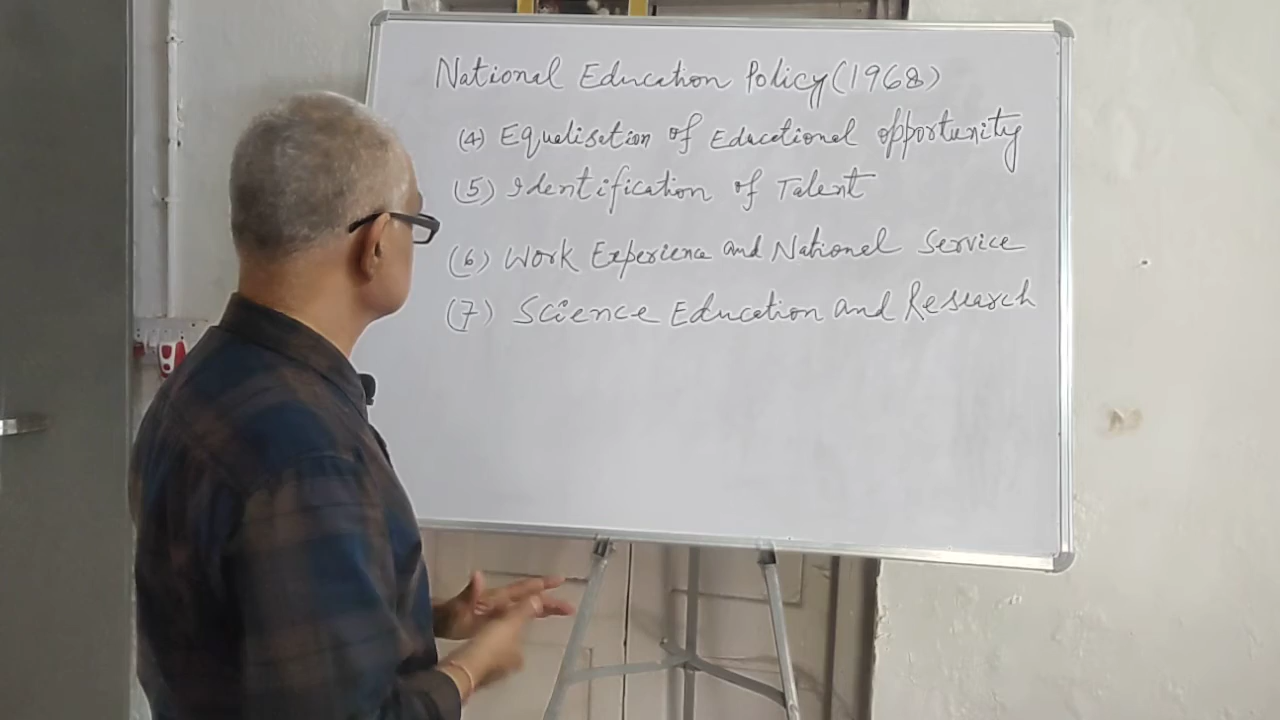 National Education Policy (1968)
(4) Equalisation of Educational opportunity
(5) Identification of Talent
(6) Work Experience and National Service
(7) Science Education and Research